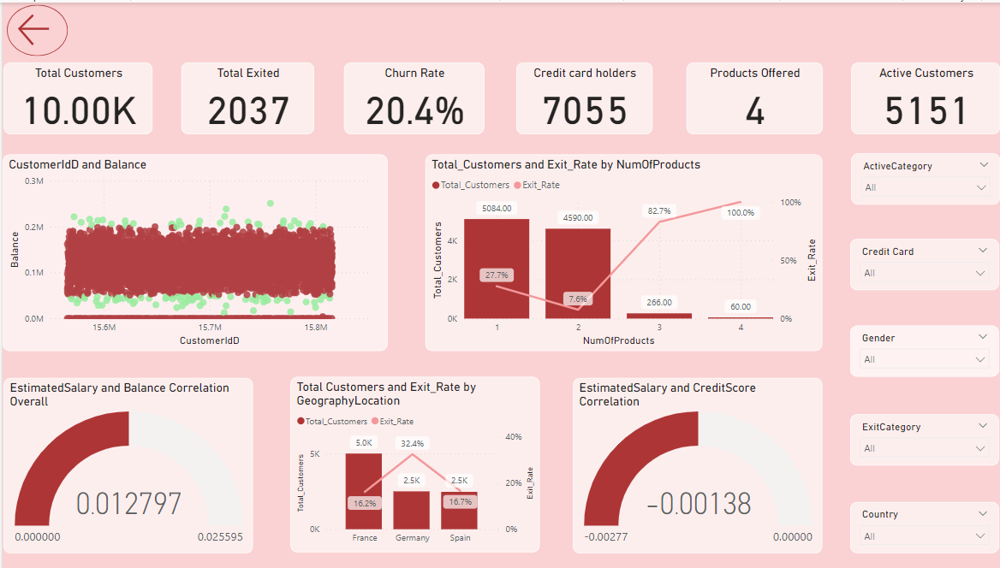 Total Customers
10.00K
Total Exited
2037
Churn Rate
20.4%
Credit card holders
7055
Products Offered
4
Active Customers
5151
CustomerIdD and Balance
0.3M
0.2M
0.1M
0.0M
Balance
15.6M 15.7M 15.8M
CustomerIdD
Total_Customers and Exit_Rate by NumOfProducts
Total_Customers Exit_Rate
5084.00
4590.00
266.00
60.00
27.7%
7.6%
82.7%
100.0%
4K
2K
0K
Total_Customers
100%
50%
0%
Exit_Rate
1 2 3 4
NumOfProducts
ActiveCategory
All
Credit Card
All
Gender
All
ExitCategory
All
Country
All
EstimatedSalary and Balance Correlation
Overall
0.012797
0.000000
0.025595
Total Customers and Exit_Rate by
GeographyLocation
Total_Customers Exit_Rate
5.0K
32.4%
2.5K
2.5K
16.2%
16.7%
5K
0K
Total_Customers
40%
20%
0%
Exit_Rate
France Germany Spain
EstimatedSalary and CreditScore
Correlation
-0.00138
-0.00277
0.00000